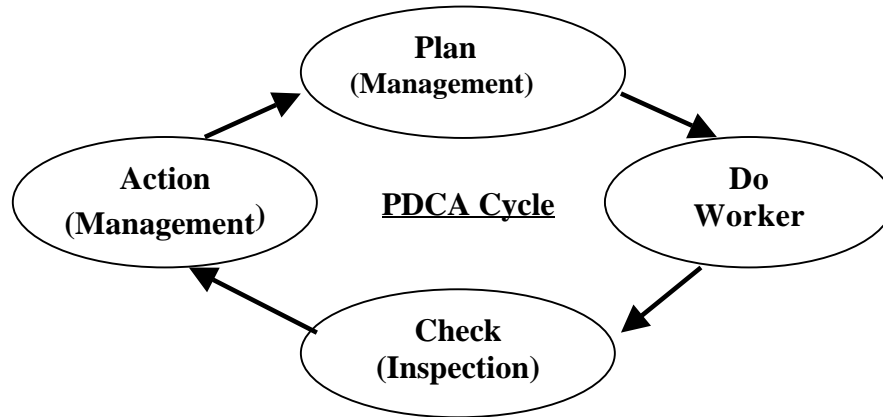 Plan
(Management)
Action
(Management)
PDCA Cycle
Do
Worker
Check
(Inspection)